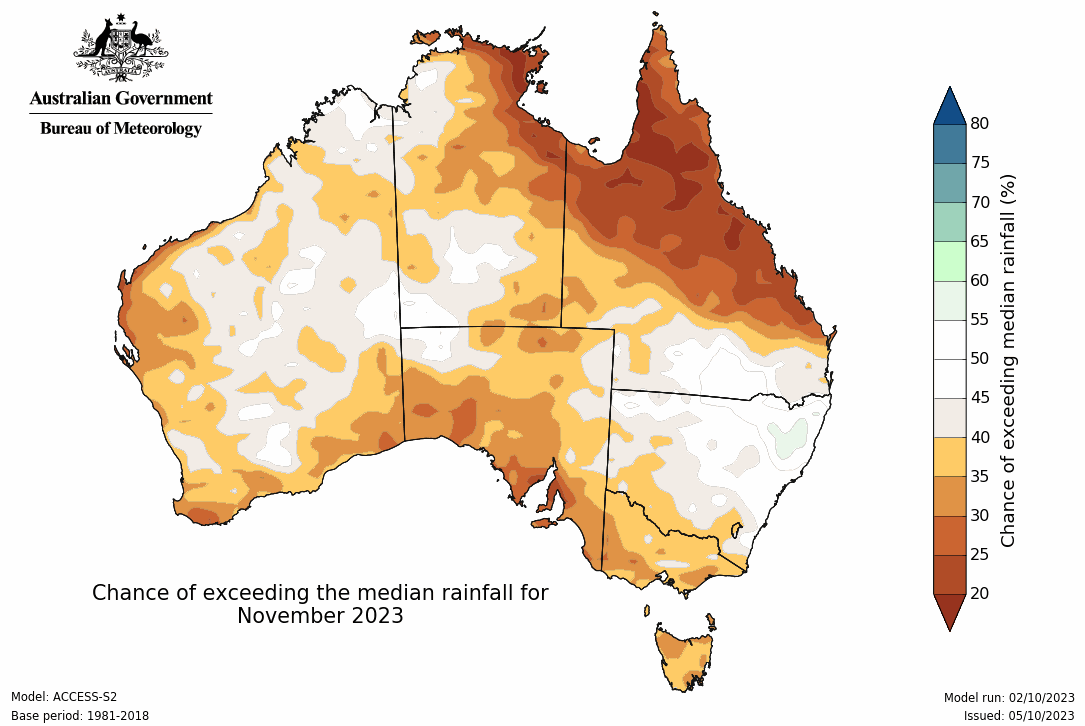 Australian Government
Bureau of Meteorology
80
75
70
65
60
55
50
45
40
35
30
25
20
Chance of exceeding median rainfall (%)
Chance of exceeding the median rainfall for
November 2023
Model: ACCESS-S2
Base period: 1981-2018
Model run: 02/10/2023
Issued: 05/10/2023